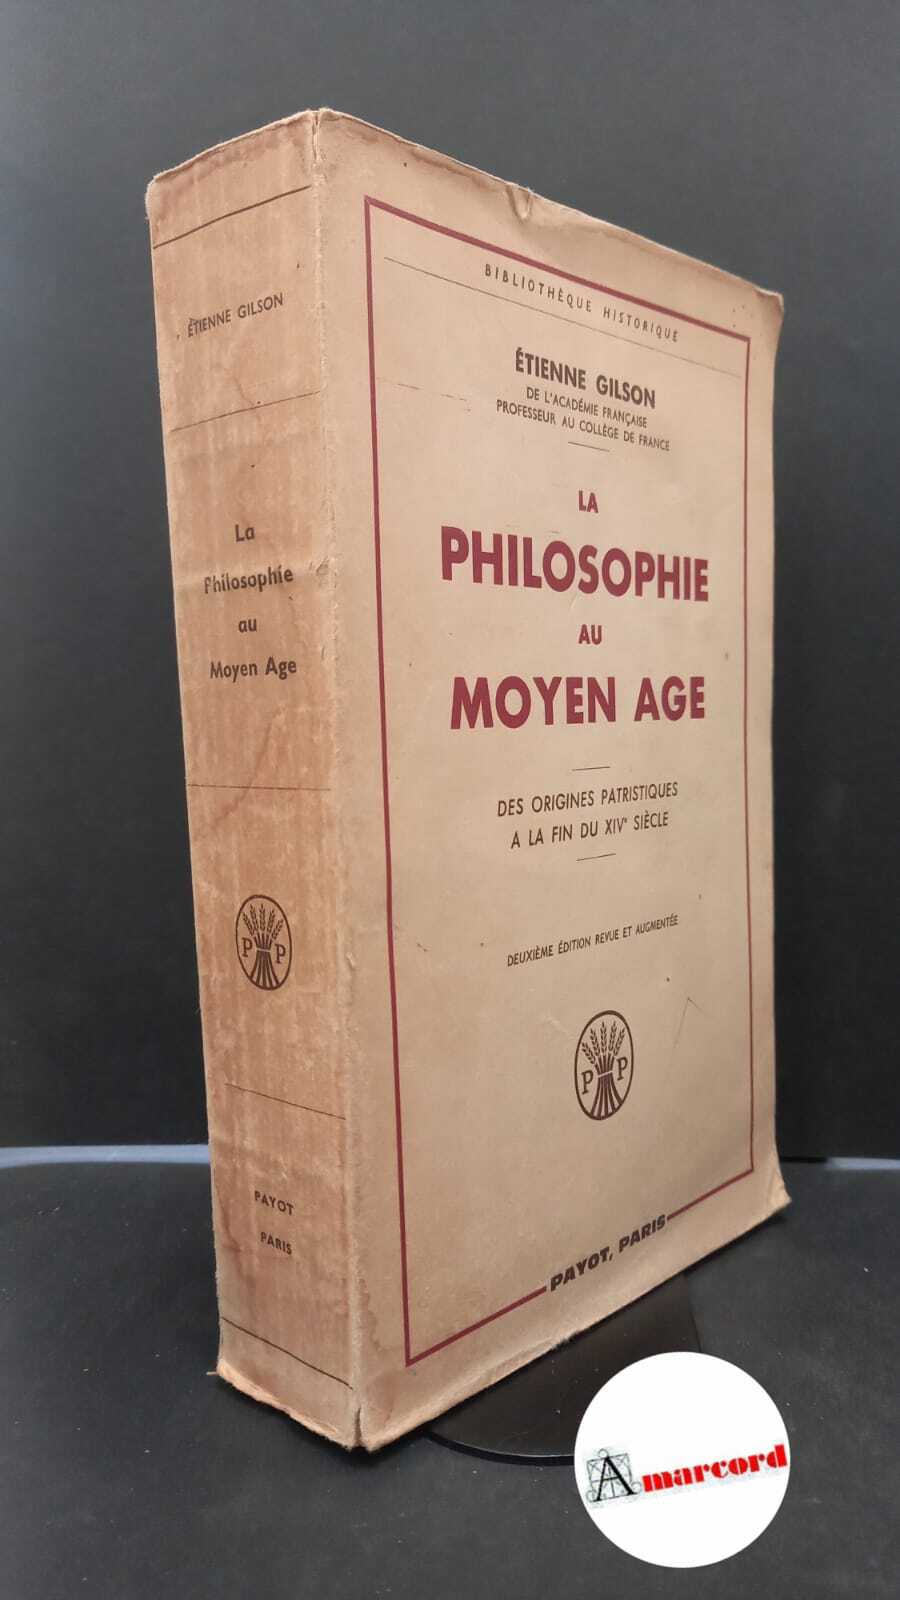 ÉTIENNE GILSON
La
Philosophie
au
Moyen Age
P P
PAYOT
PARIS
BIBLIOTHÈQUE HISTORIQUE
ÉTIENNE GILSON
DE L'ACADÉMIE FRANÇAISE
PROFESSEUR AU COLLÈGE DE FRANCE
LA
PHILOSOPHIE
AU
MOYEN AGE
DES ORIGINES PATRISTIQUES
A LA FIN DU XIVᵉ SIÈCLE
DEUXIÈME ÉDITION REVUE ET AUGMENTÉE
P P
PAYOT, PARIS
Amarcord